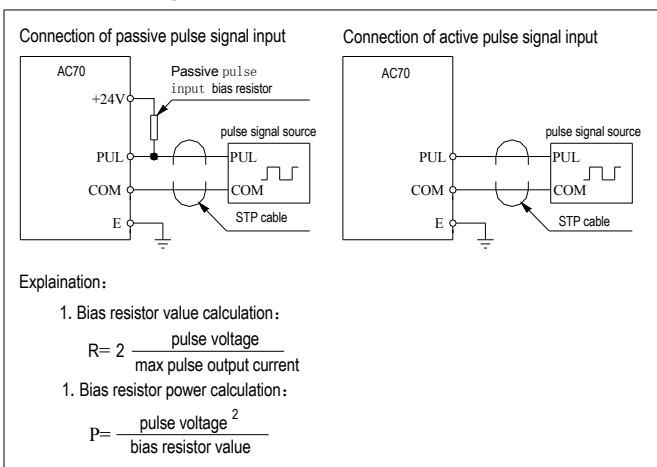 Connection of passive pulse signal input
AC70
+24V
Passive pulse
input bias resistor
pulse signal source
PUL
PUL
COM
COM
STP cable
E
Connection of active pulse signal input
AC70
pulse signal source
PUL
PUL
COM
COM
STP cable
E
Explaination：
1. Bias resistor value calculation：
R= 2 pulse voltage
max pulse output current
1. Bias resistor power calculation：
P= pulse voltage 2
bias resistor value